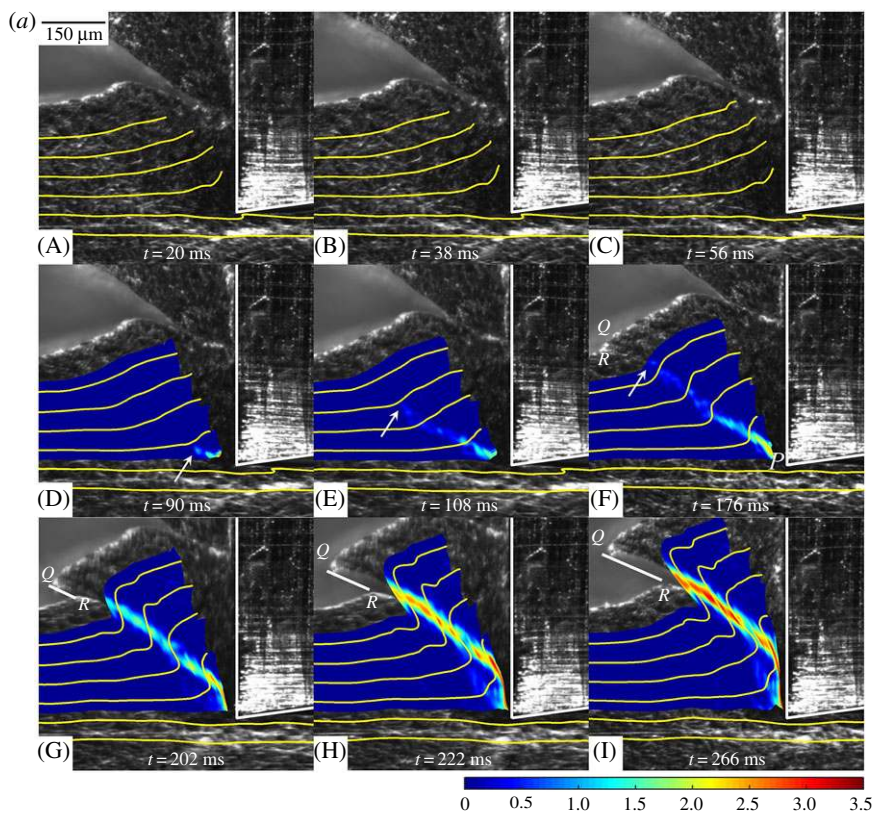 (a)
150 μm
(A) t = 20 ms
(B) t = 38 ms
(C) t = 56 ms
Q
R
P
(D) t = 90 ms
(E) t = 108 ms
(F) t = 176 ms
Q
R
Q
R
Q
R
(G) t = 202 ms
(H) t = 222 ms
(I) t = 266 ms
0 0.5 1.0 1.5 2.0 2.5 3.0 3.5